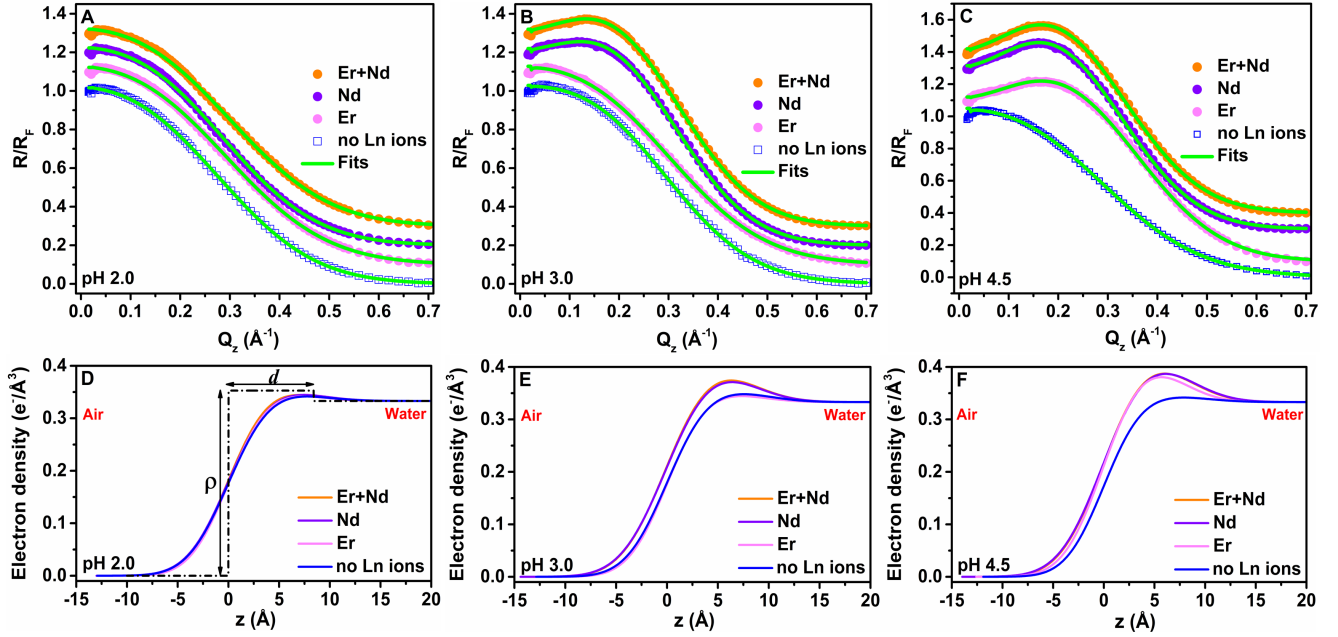 A
R/R_F
1.4
1.2
1.0
0.8
0.6
0.4
0.2
0.0
Er+Nd
Nd
Er
no Ln ions
Fits
pH 2.0
0.0 0.1 0.2 0.3 0.4 0.5 0.6 0.7
Q_z (Å⁻¹)
B
R/R_F
1.4
1.2
1.0
0.8
0.6
0.4
0.2
0.0
Er+Nd
Nd
Er
no Ln ions
Fits
pH 3.0
0.0 0.1 0.2 0.3 0.4 0.5 0.6 0.7
Q_z (Å⁻¹)
C
R/R_F
1.6
1.4
1.2
1.0
0.8
0.6
0.4
0.2
0.0
Er+Nd
Nd
Er
no Ln ions
Fits
pH 4.5
0.0 0.1 0.2 0.3 0.4 0.5 0.6 0.7
Q_z (Å⁻¹)
D
Electron density (e⁻/Å³)
0.4
0.3
0.2
0.1
0.0
d
ρ
Air
Water
Er+Nd
Nd
Er
no Ln ions
pH 2.0
-15 -10 -5 0 5 10 15 20
z (Å)
E
Electron density (e⁻/Å³)
0.4
0.3
0.2
0.1
0.0
Air
Water
Er+Nd
Nd
Er
no Ln ions
pH 3.0
-15 -10 -5 0 5 10 15 20
z (Å)
F
Electron density (e⁻/Å³)
0.4
0.3
0.2
0.1
0.0
Air
Water
Er+Nd
Nd
Er
no Ln ions
pH 4.5
-15 -10 -5 0 5 10 15 20
z (Å)